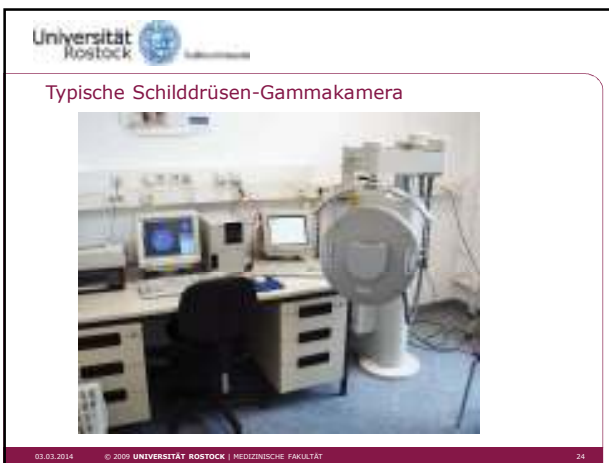 Universität
Rostock
Typische Schilddrüsen-Gammakamera
03.03.2014 © 2009 UNIVERSITÄT ROSTOCK | MEDIZINISCHE FAKULTÄT 24